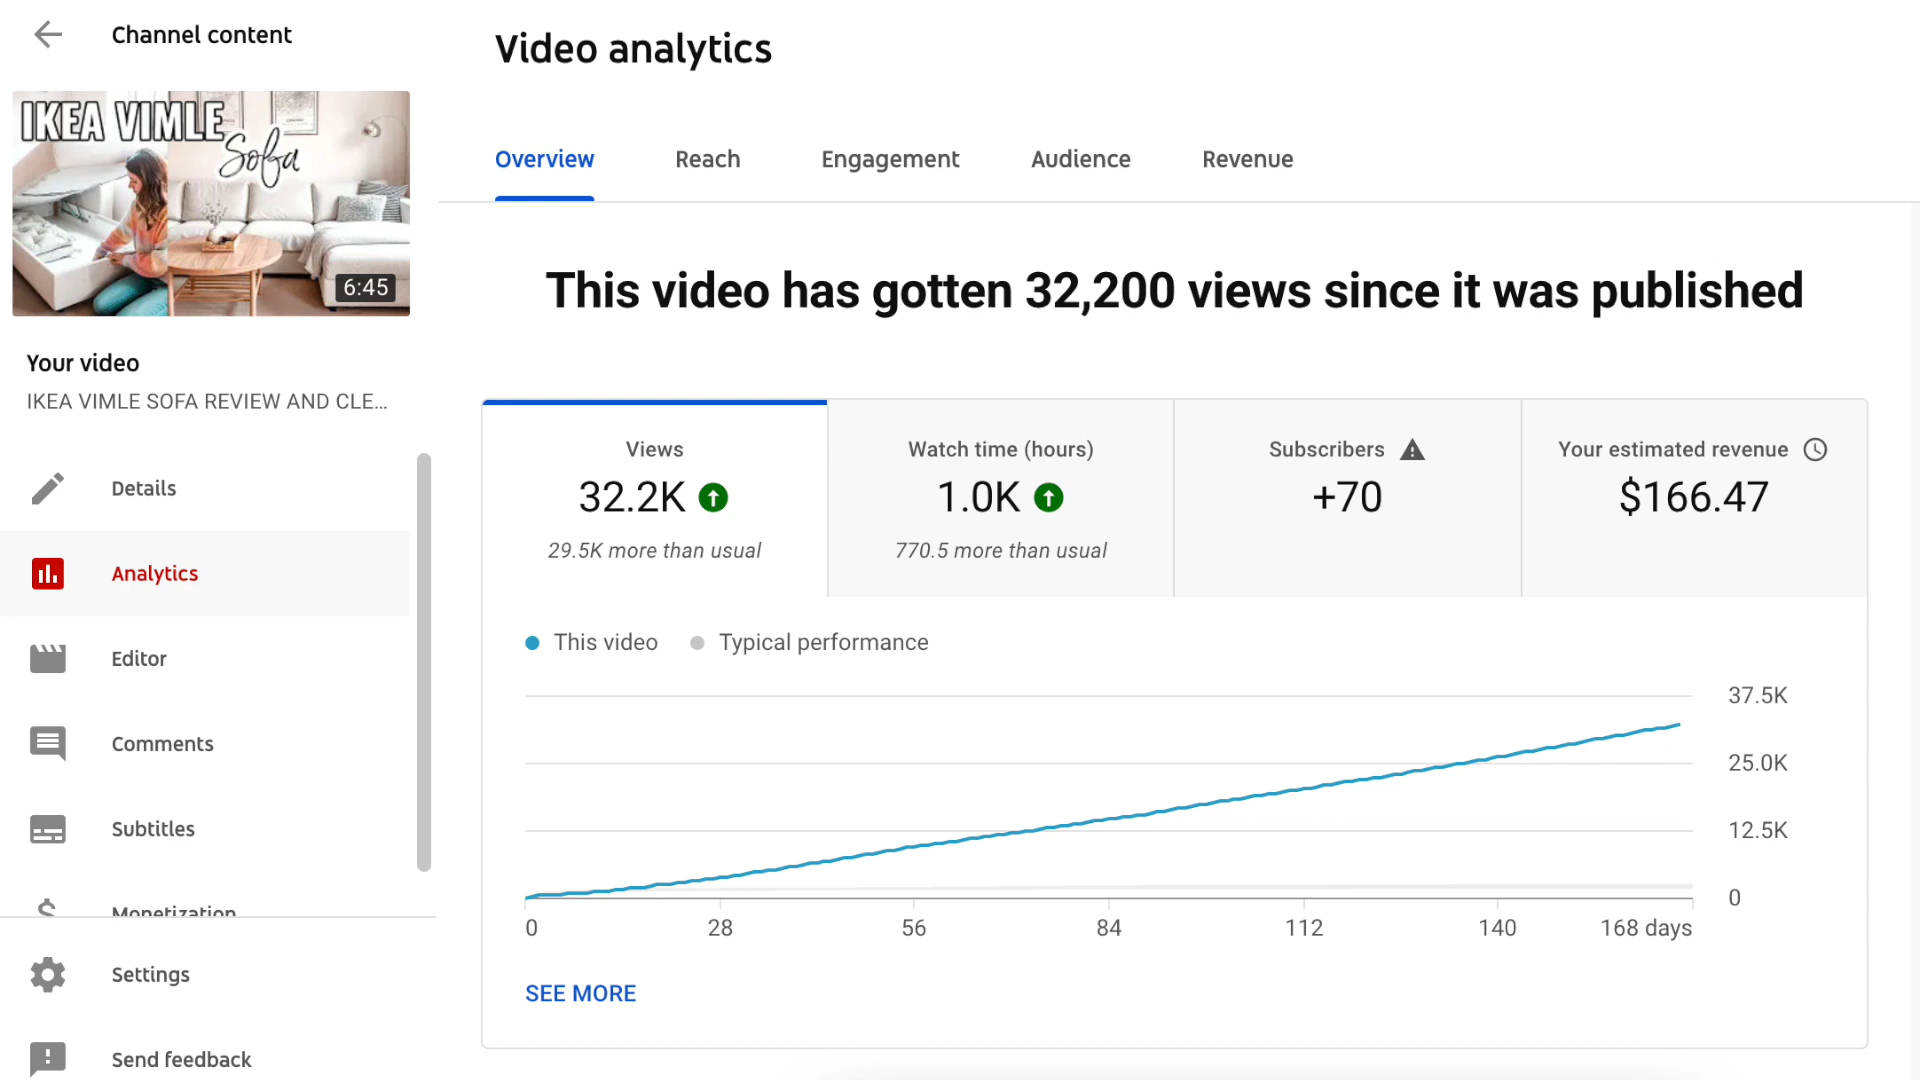 Channel content
IKEA VIMLE
Sofa
6:45
Your video
IKEA VIMLE SOFA REVIEW AND CLE...
Details
Analytics
Editor
Comments
Subtitles
Monetization
Settings
Send feedback
Video analytics
Overview Reach Engagement Audience Revenue
This video has gotten 32,200 views since it was published
Views
32.2K
29.5K more than usual
Watch time (hours)
1.0K
770.5 more than usual
Subscribers
+70
Your estimated revenue
$166.47
This video Typical performance
37.5K
25.0K
12.5K
0
0 28 56 84 112 140 168 days
SEE MORE